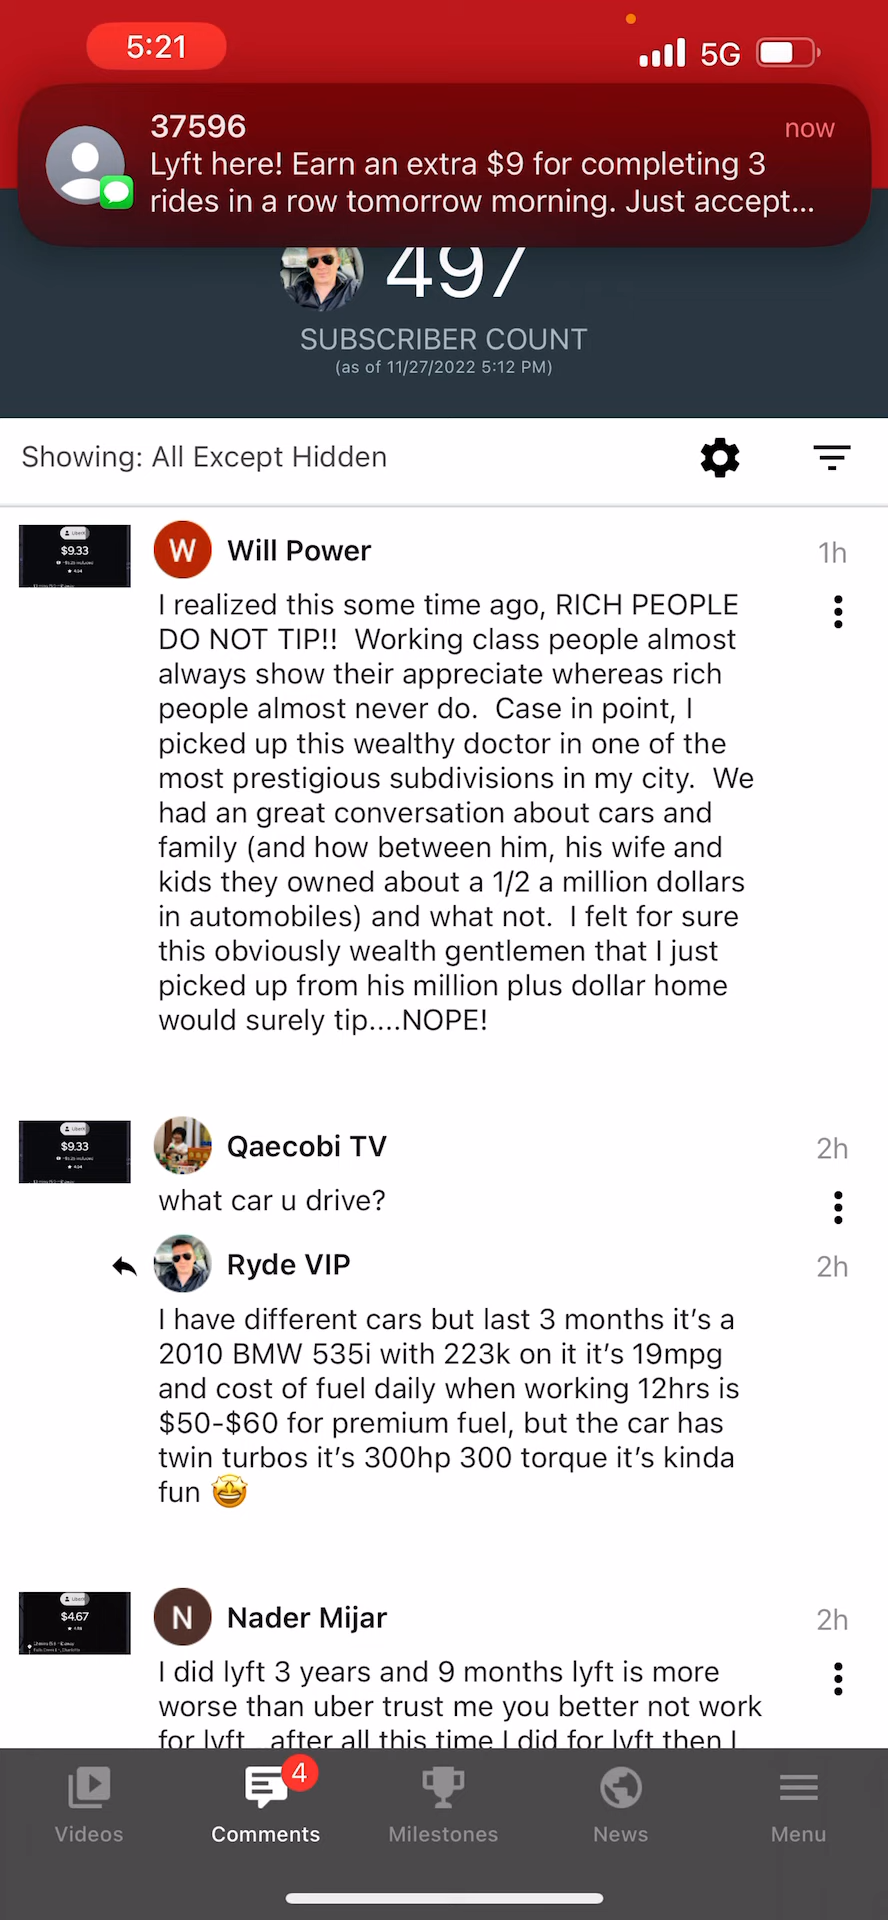 5:21
5G
37596
now
Lyft here! Earn an extra $9 for completing 3
rides in a row tomorrow morning. Just accept...
497
SUBSCRIBER COUNT
(as of 11/27/2022 5:12 PM)
Showing: All Except Hidden
$9.33
W
Will Power
1h
I realized this some time ago, RICH PEOPLE
DO NOT TIP!!  Working class people almost
always show their appreciate whereas rich
people almost never do.  Case in point, I
picked up this wealthy doctor in one of the
most prestigious subdivisions in my city.  We
had an great conversation about cars and
family (and how between him, his wife and
kids they owned about a 1/2 a million dollars
in automobiles) and what not.  I felt for sure
this obviously wealth gentlemen that I just
picked up from his million plus dollar home
would surely tip....NOPE!
$9.33
Qaecobi TV
2h
what car u drive?
Ryde VIP
2h
I have different cars but last 3 months it's a
2010 BMW 535i with 223k on it it's 19mpg
and cost of fuel daily when working 12hrs is
$50-$60 for premium fuel, but the car has
twin turbos it's 300hp 300 torque it's kinda
fun 🤩
$4.67
N
Nader Mijar
2h
I did lyft 3 years and 9 months lyft is more
worse than uber trust me you better not work
for lyft   after all this time I did for lyft then I
4
Videos
Comments
Milestones
News
Menu